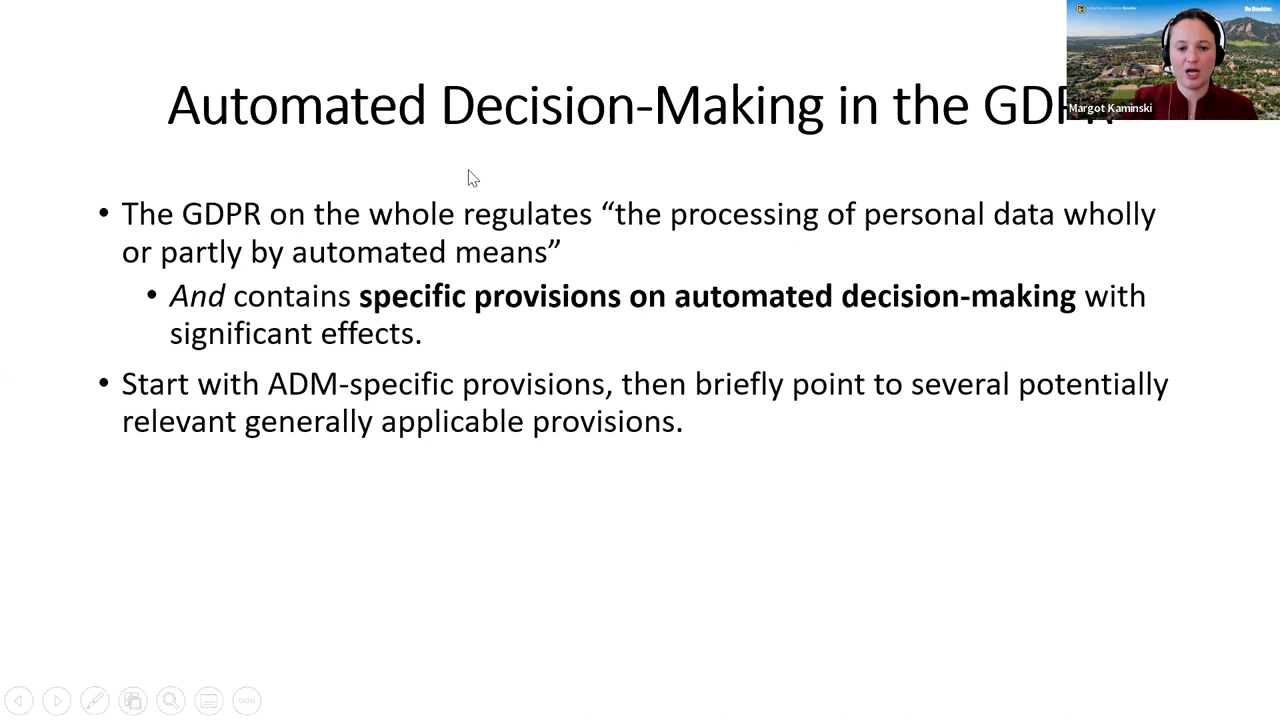 Automated Decision-Making in the
Margot Kaminski
• The GDPR on the whole regulates “the processing of personal data wholly
or partly by automated means”
• And contains specific provisions on automated decision-making with
significant effects.
• Start with ADM-specific provisions, then briefly point to several potentially
relevant generally applicable provisions.